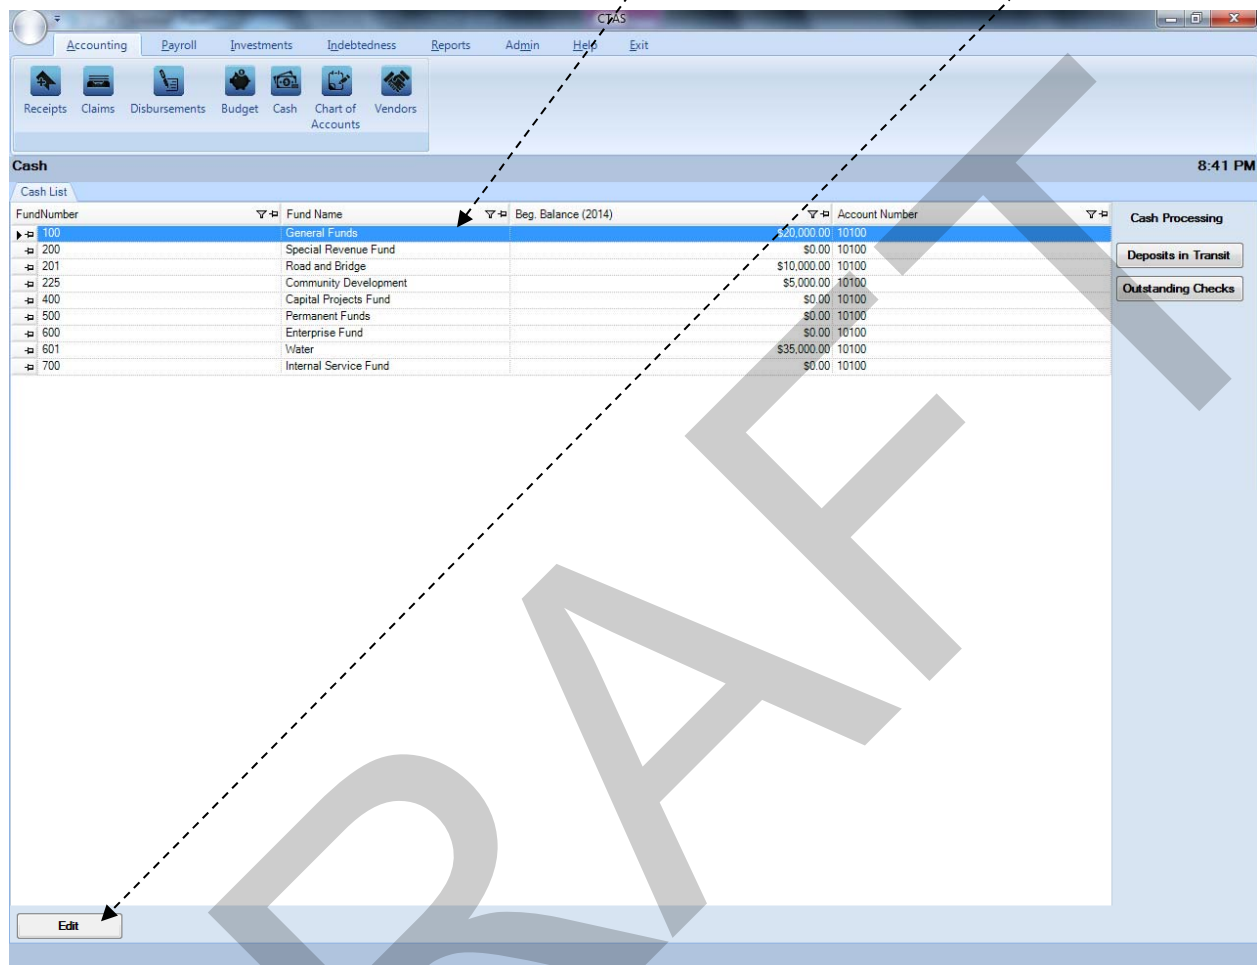 CTAS
Accounting Payroll Investments Indebtedness Reports Admin Help Exit
Receipts Claims Disbursements Budget Cash Chart of Accounts Vendors
Cash 8:41 PM
Cash List
FundNumber Fund Name Beg. Balance (2014) Account Number Cash Processing
100 General Funds $20,000.00 10100
200 Special Revenue Fund $0.00 10100
201 Road and Bridge $10,000.00 10100
225 Community Development $5,000.00 10100
400 Capital Projects Fund $0.00 10100
500 Permanent Funds $0.00 10100
600 Enterprise Fund $0.00 10100
601 Water $35,000.00 10100
700 Internal Service Fund $0.00 10100
Deposits in Transit
Outstanding Checks
Edit
RAFT